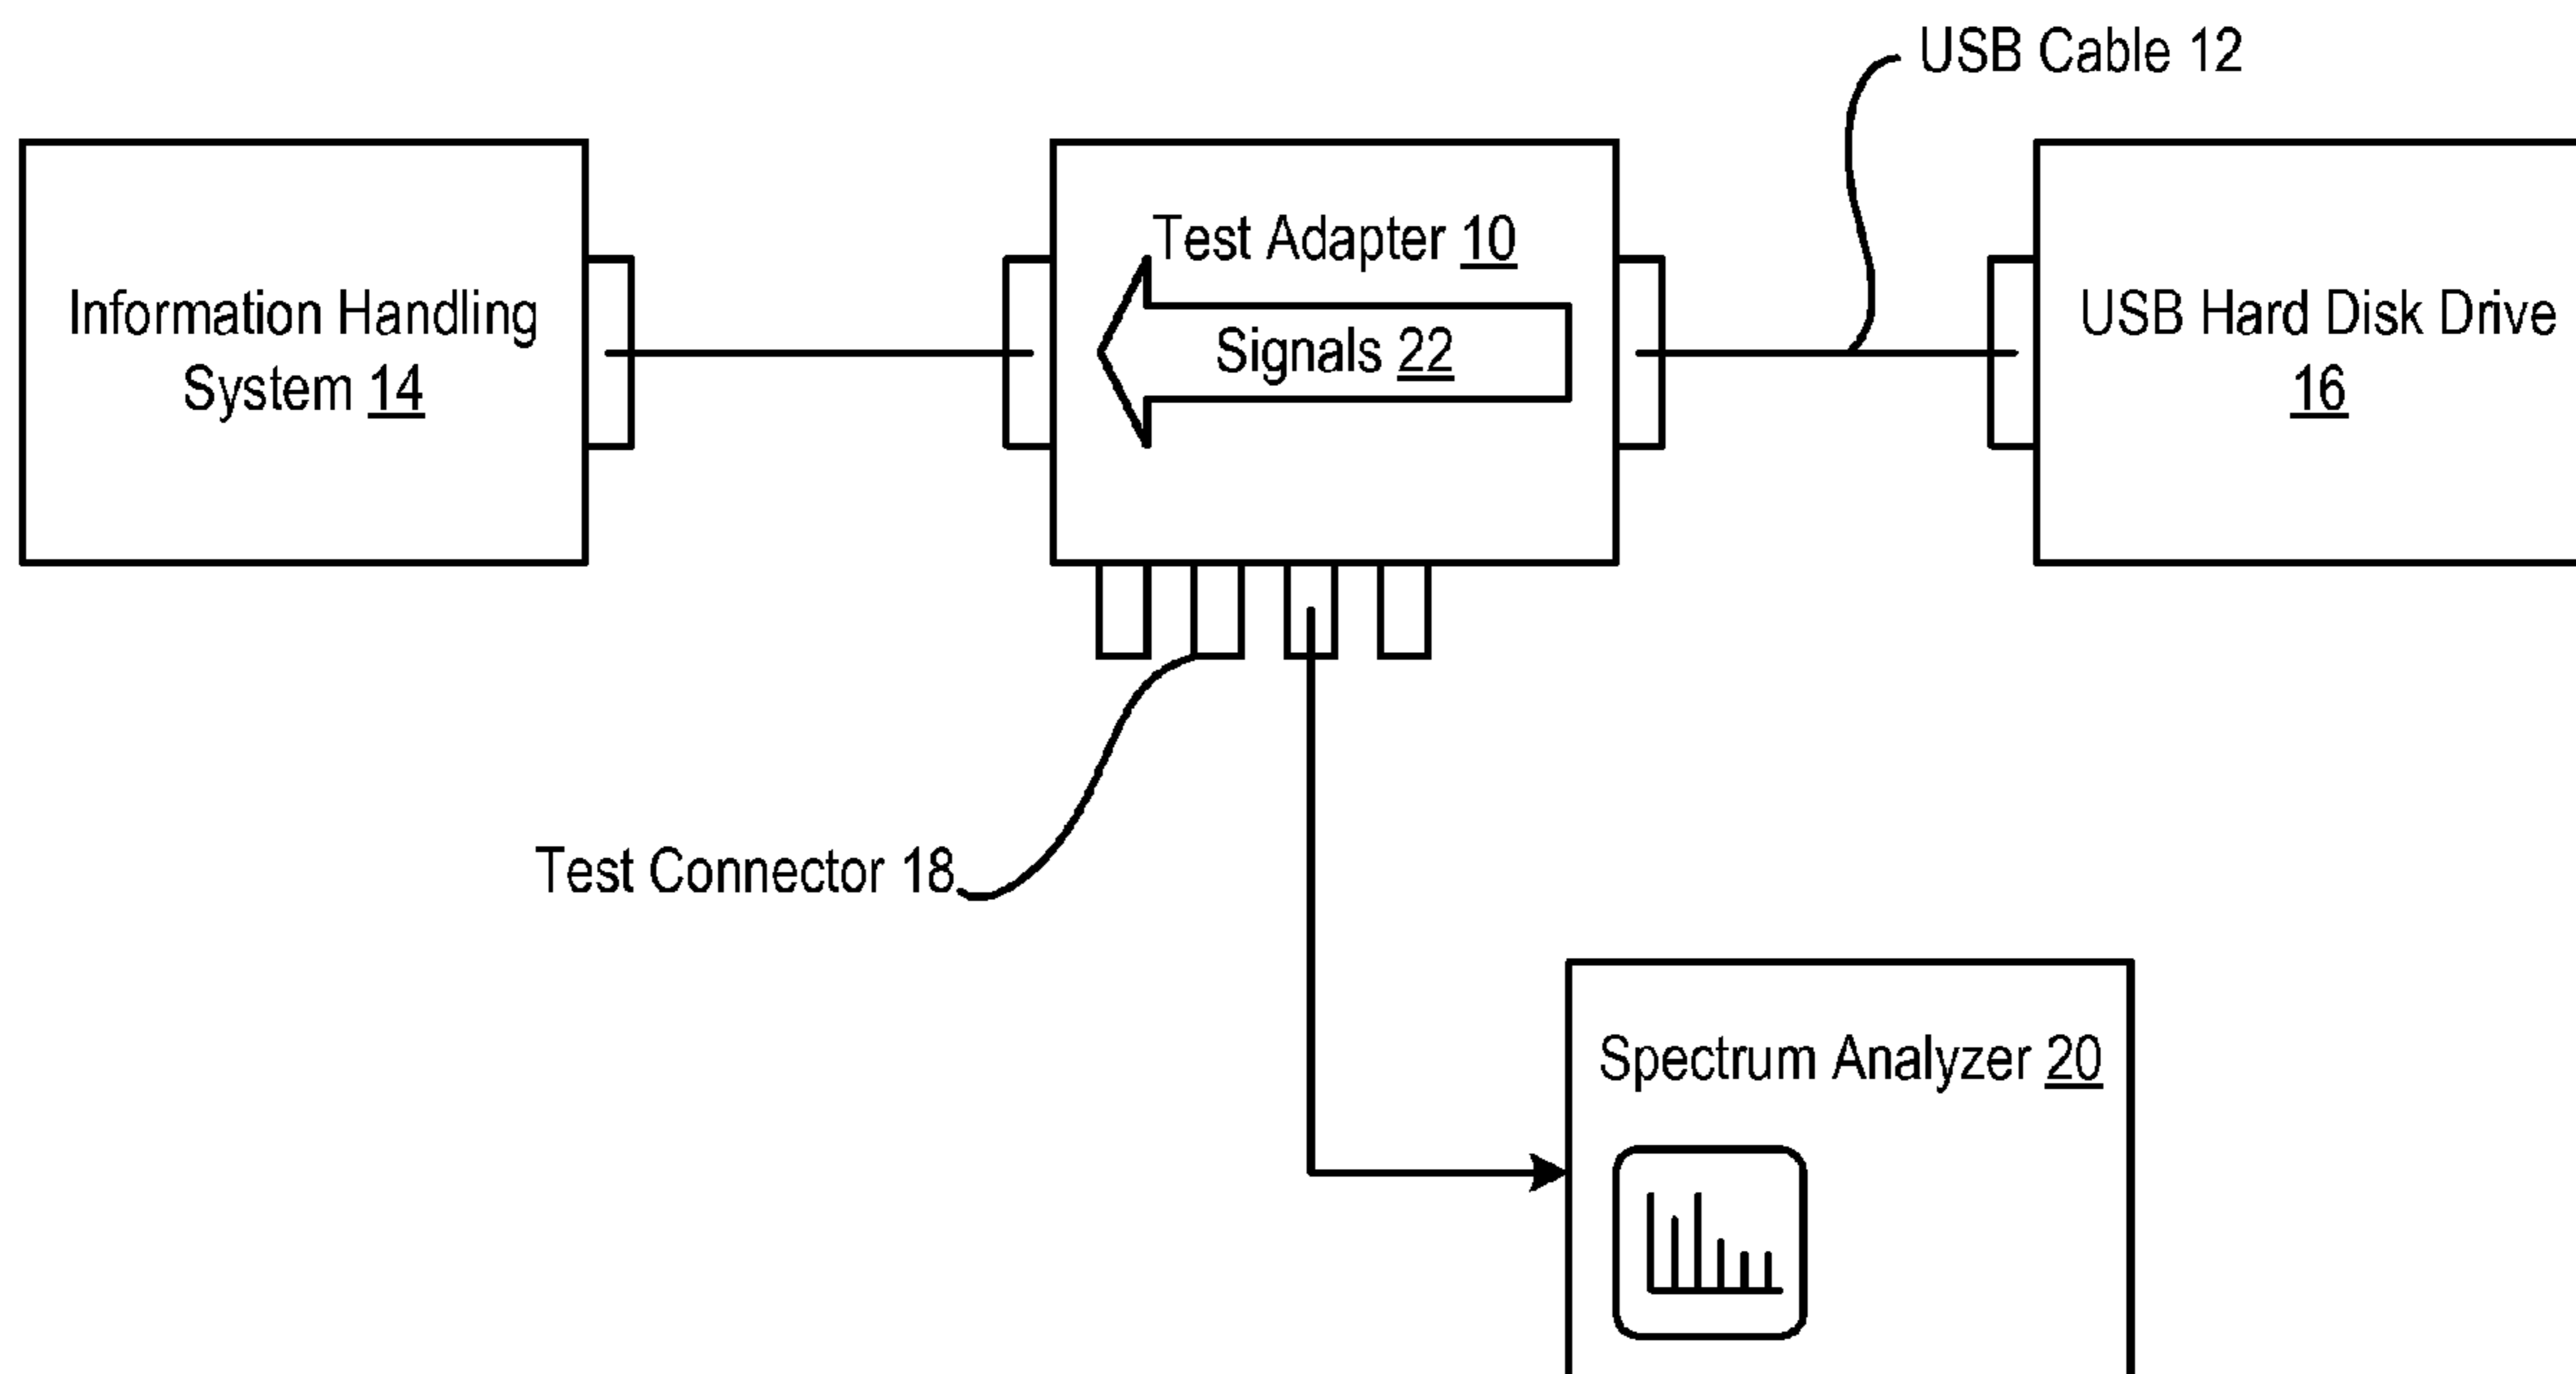 USB Cable 12
Information Handling
System 14
Test Adapter 10
Signals 22
USB Hard Disk Drive
16
Test Connector 18
Spectrum Analyzer 20